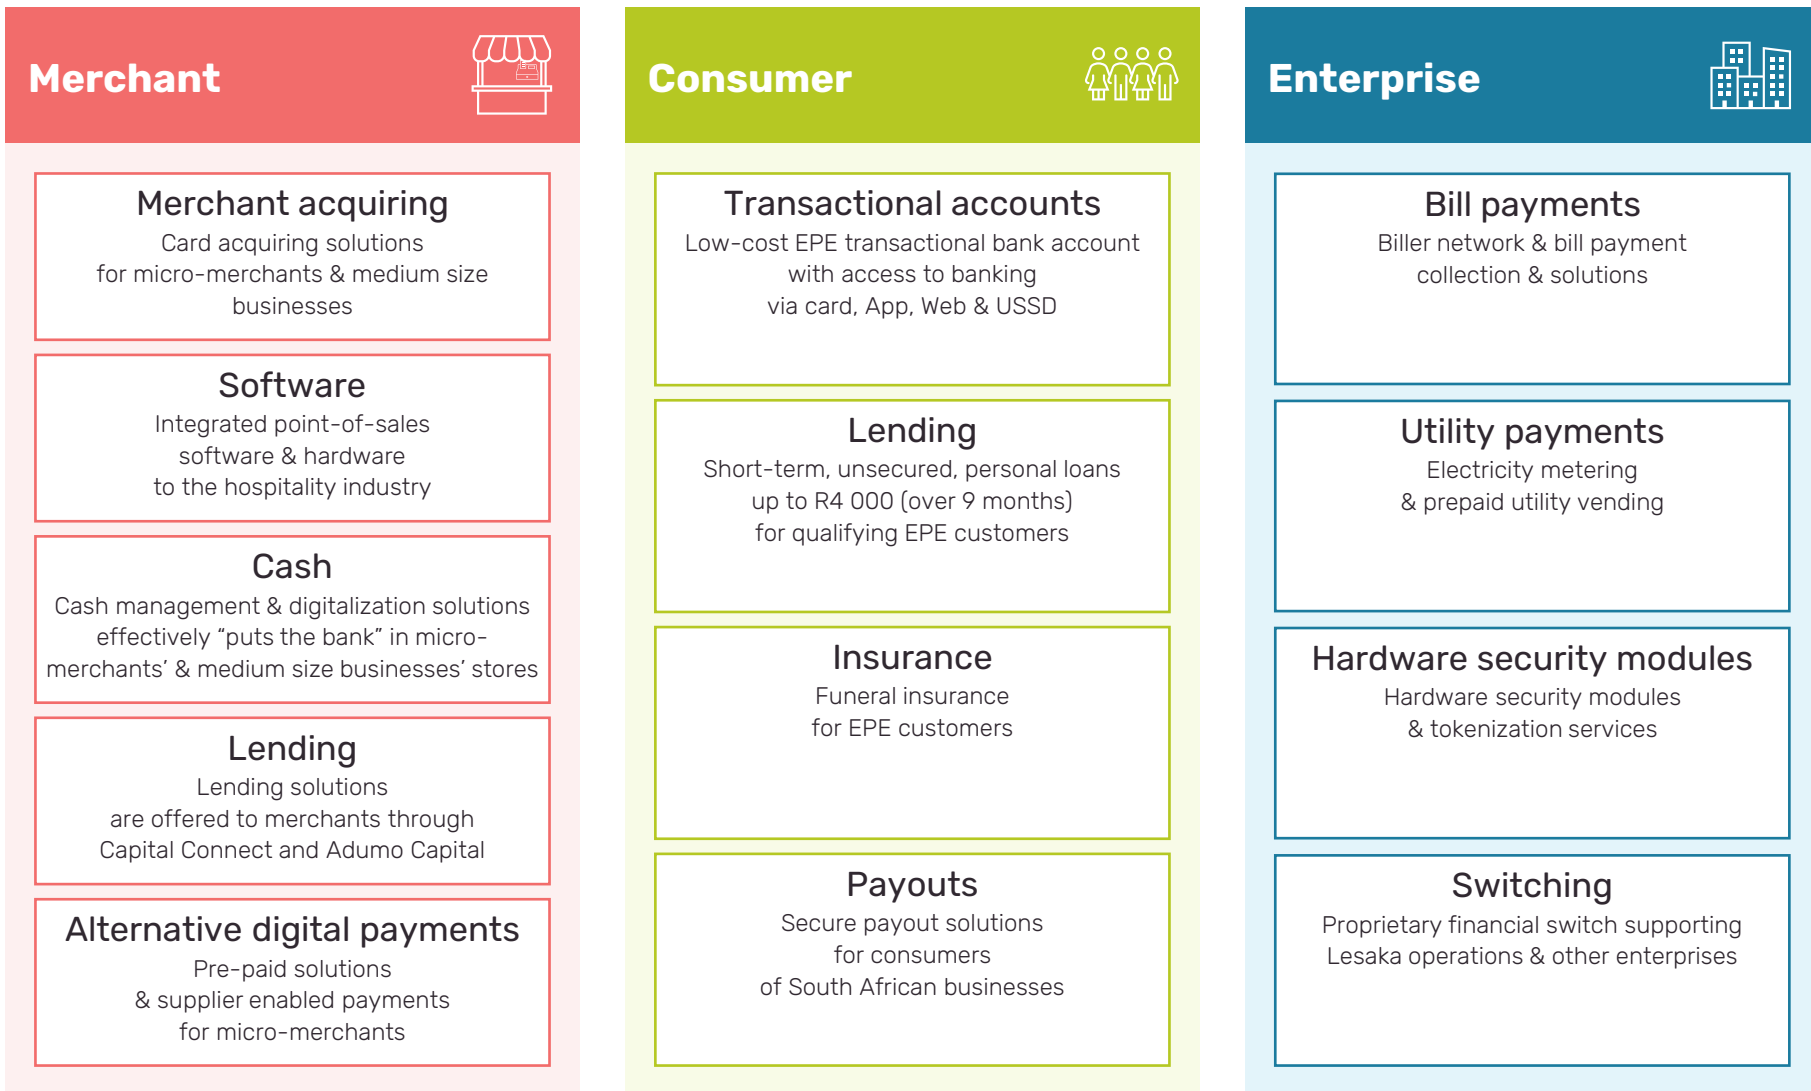 Merchant
Merchant acquiring
Card acquiring solutions
for micro-merchants & medium size
businesses
Software
Integrated point-of-sales
software & hardware
to the hospitality industry
Cash
Cash management & digitalization solutions
effectively “puts the bank” in micro-
merchants’ & medium size businesses’ stores
Lending
Lending solutions
are offered to merchants through
Capital Connect and Adumo Capital
Alternative digital payments
Pre-paid solutions
& supplier enabled payments
for micro-merchants
Consumer
Transactional accounts
Low-cost EPE transactional bank account
with access to banking
via card, App, Web & USSD
Lending
Short-term, unsecured, personal loans
up to R4 000 (over 9 months)
for qualifying EPE customers
Insurance
Funeral insurance
for EPE customers
Payouts
Secure payout solutions
for consumers
of South African businesses
Enterprise
Bill payments
Biller network & bill payment
collection & solutions
Utility payments
Electricity metering
& prepaid utility vending
Hardware security modules
Hardware security modules
& tokenization services
Switching
Proprietary financial switch supporting
Lesaka operations & other enterprises